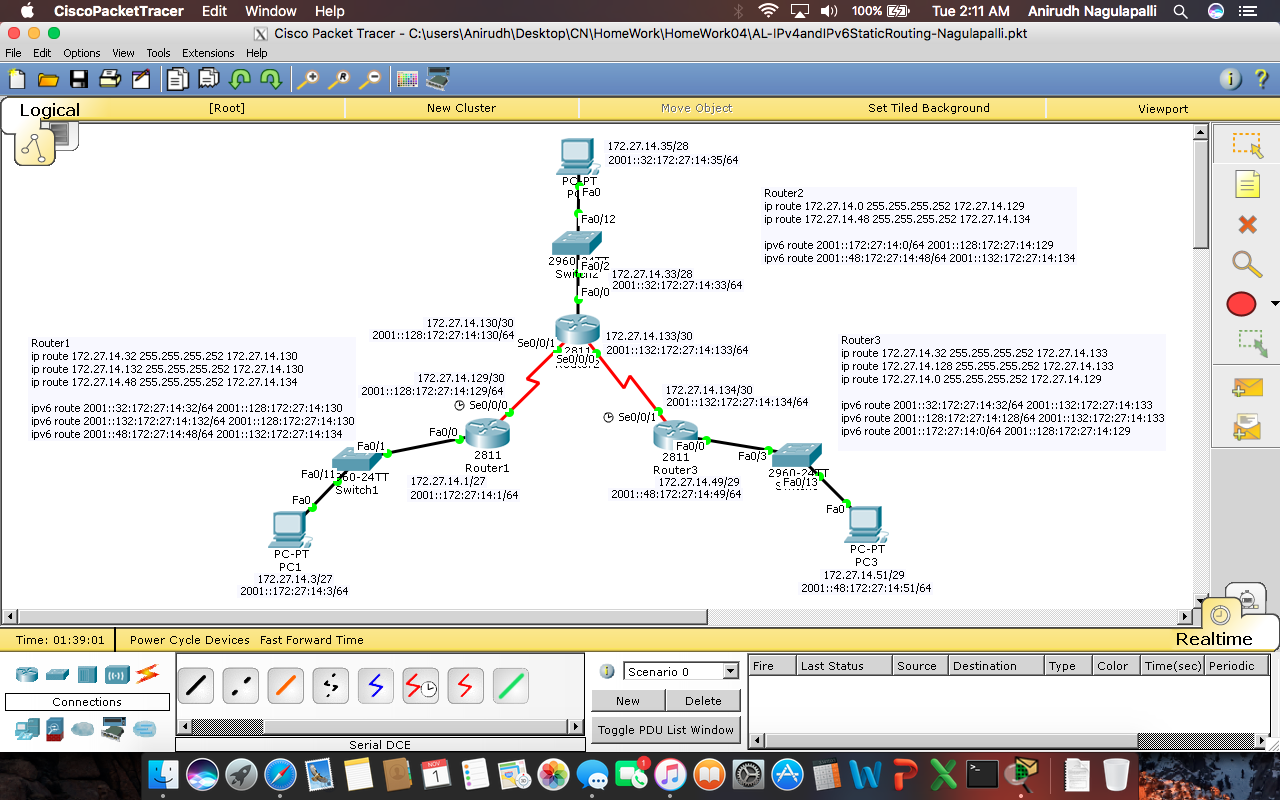 CiscoPacketTracer Edit Window Help 100% Tue 2:11 AM Anirudh Nagulapalli
Cisco Packet Tracer - C:\users\Anirudh\Desktop\CN\HomeWork\HomeWork04\AL-IPv4andIPv6StaticRouting-Nagulapalli.pkt
File Edit Options View Tools Extensions Help
Logical [Root] New Cluster Move Object Set Tiled Background Viewport
172.27.14.35/28
2001::32:172:27:14:35/64
PC-PT
Fa0
Fa0/12
2960-24TT
Fa0/2
Switch2
172.27.14.33/28
2001::32:172:27:14:33/64
Fa0/0
Router2
ip route 172.27.14.0 255.255.255.252 172.27.14.129
ip route 172.27.14.48 255.255.255.252 172.27.14.134
ipv6 route 2001::172:27:14:0/64 2001::128:172:27:14:129
ipv6 route 2001::48:172:27:14:48/64 2001::132:172:27:14:134
172.27.14.130/30
2001::128:172:27:14:130/64
Se0/0/1
2811
Se0/0/0
Router2
172.27.14.133/30
2001::132:172:27:14:133/64
Router1
ip route 172.27.14.32 255.255.255.252 172.27.14.130
ip route 172.27.14.132 255.255.255.252 172.27.14.130
ip route 172.27.14.48 255.255.255.252 172.27.14.134
ipv6 route 2001::32:172:27:14:32/64 2001::128:172:27:14:130
ipv6 route 2001::132:172:27:14:132/64 2001::128:172:27:14:130
ipv6 route 2001::48:172:27:14:48/64 2001::132:172:27:14:134
172.27.14.129/30
2001::128:172:27:14:129/64
Se0/0/0
172.27.14.134/30
2001::132:172:27:14:134/64
Se0/0/1
Router3
ip route 172.27.14.32 255.255.255.252 172.27.14.133
ip route 172.27.14.128 255.255.255.252 172.27.14.133
ip route 172.27.14.0 255.255.255.252 172.27.14.129
ipv6 route 2001::32:172:27:14:32/64 2001::132:172:27:14:133
ipv6 route 2001::128:172:27:14:128/64 2001::132:172:27:14:133
ipv6 route 2001::172:27:14:0/64 2001::128:172:27:14:129
Fa0/0
2811
Router1
Fa0/1
Fa0/11
2960-24TT
Switch1
172.27.14.1/27
2001::172:27:14:1/64
Fa0
PC-PT
PC1
172.27.14.3/27
2001::172:27:14:3/64
Fa0/0
2811
Router3
172.27.14.49/29
2001::48:172:27:14:49/64
Fa0/3
2960-24TT
Fa0/13
Fa0
PC-PT
PC3
172.27.14.51/29
2001::48:172:27:14:51/64
Time: 01:39:01 Power Cycle Devices Fast Forward Time Realtime
Connections
Serial DCE
Scenario 0
New Delete
Toggle PDU List Window
Fire Last Status Source Destination Type Color Time(sec) Periodic
NOV
1
1